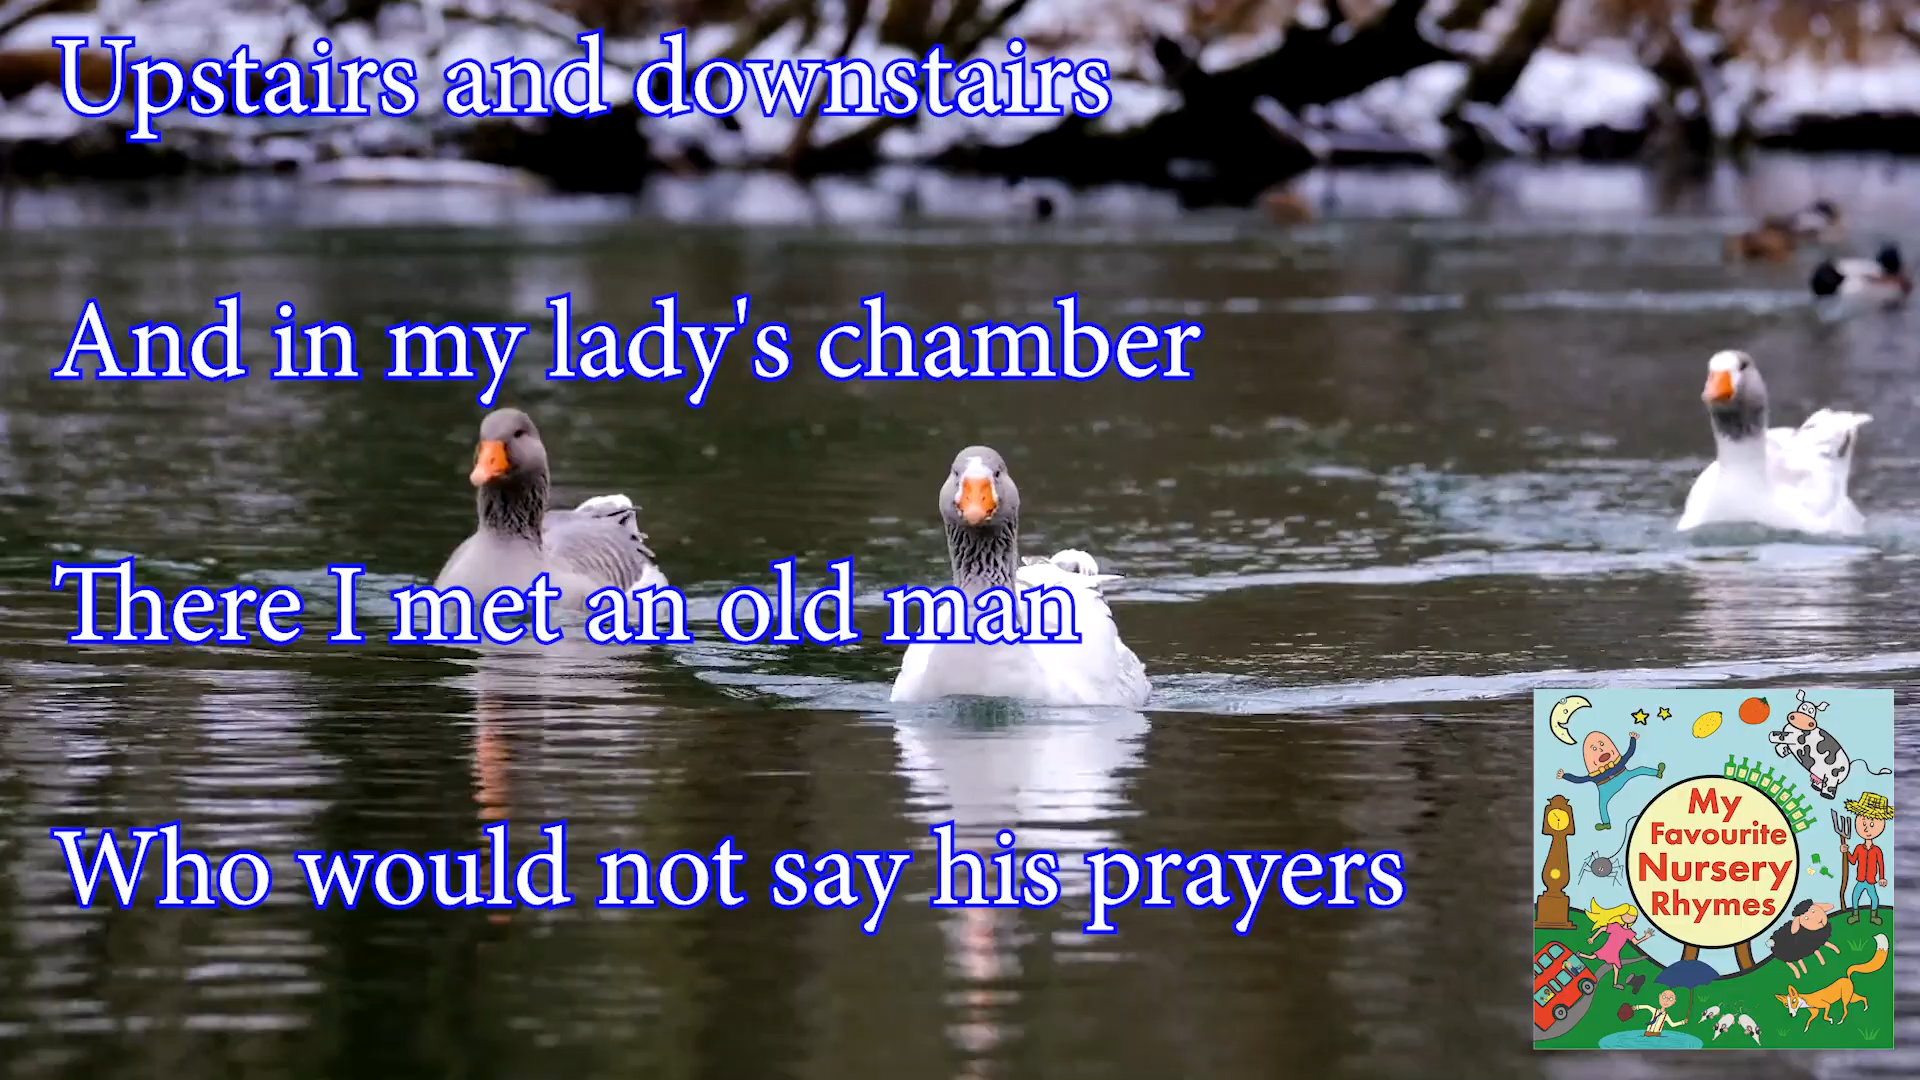 Upstairs and downstairs
And in my lady's chamber
There I met an old man
Who would not say his prayers
My
Favourite
Nursery
Rhymes